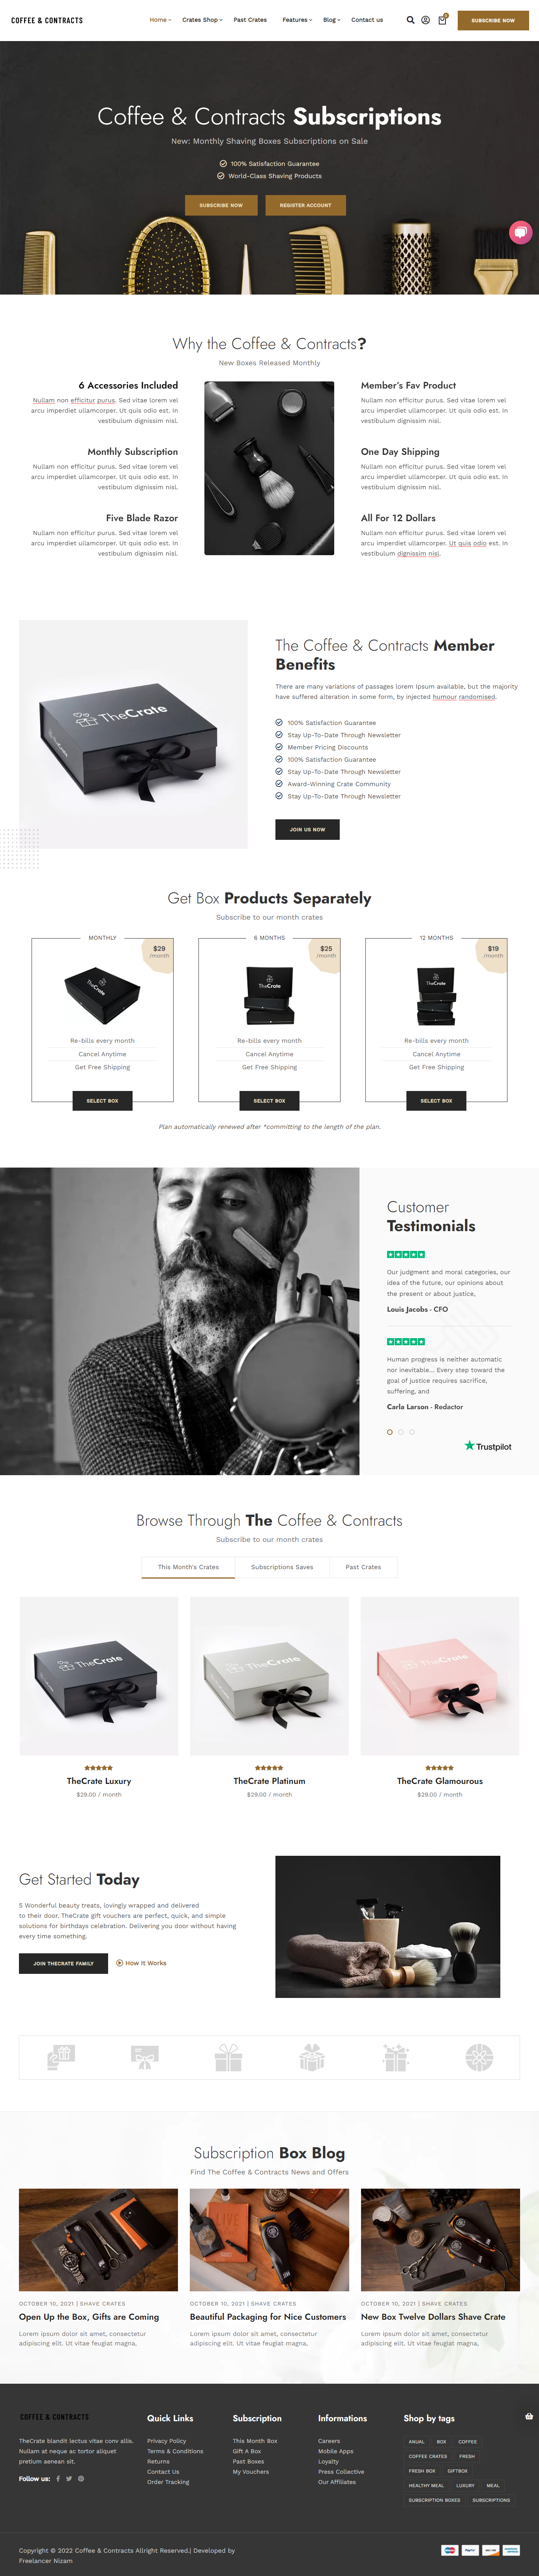 COFFEE & CONTRACTS
Home
Crates Shop
Past Crates
Features
Blog
Contact us
SUBSCRIBE NOW
Coffee & Contracts Subscriptions
New: Monthly Shaving Boxes Subscriptions on Sale
100% Satisfaction Guarantee
World-Class Shaving Products
SUBSCRIBE NOW
REGISTER ACCOUNT
Why the Coffee & Contracts?
New Boxes Released Monthly
6 Accessories Included
Nullam non efficitur purus. Sed vitae lorem vel
arcu imperdiet ullamcorper. Ut quis odio est. In
vestibulum dignissim nisl.
Monthly Subscription
Nullam non efficitur purus. Sed vitae lorem vel
arcu imperdiet ullamcorper. Ut quis odio est. In
vestibulum dignissim nisl.
Five Blade Razor
Nullam non efficitur purus. Sed vitae lorem vel
arcu imperdiet ullamcorper. Ut quis odio est. In
vestibulum dignissim nisl.
Member's Fav Product
Nullam non efficitur purus. Sed vitae lorem vel
arcu imperdiet ullamcorper. Ut quis odio est. In
vestibulum dignissim nisl.
One Day Shipping
Nullam non efficitur purus. Sed vitae lorem vel
arcu imperdiet ullamcorper. Ut quis odio est. In
vestibulum dignissim nisl.
All For 12 Dollars
Nullam non efficitur purus. Sed vitae lorem vel
arcu imperdiet ullamcorper. Ut quis odio est. In
vestibulum dignissim nisl.
TheCrate
The Coffee & Contracts Member
Benefits
There are many variations of passages lorem Ipsum available, but the majority
have suffered alteration in some form, by injected humour randomised.
100% Satisfaction Guarantee
Stay Up-To-Date Through Newsletter
Member Pricing Discounts
100% Satisfaction Guarantee
Stay Up-To-Date Through Newsletter
Award-Winning Crate Community
Stay Up-To-Date Through Newsletter
JOIN US NOW
Get Box Products Separately
Subscribe to our month crates
MONTHLY
$29
/month
Re-bills every month
Cancel Anytime
Get Free Shipping
SELECT BOX
6 MONTHS
$25
/month
TheCrate
Re-bills every month
Cancel Anytime
Get Free Shipping
SELECT BOX
12 MONTHS
$19
/month
TheCrate
Re-bills every month
Cancel Anytime
Get Free Shipping
SELECT BOX
Plan automatically renewed after *committing to the length of the plan.
Customer
Testimonials
Our judgment and moral categories, our
idea of the future, our opinions about
the present or about justice,
Louis Jacobs - CFO
Human progress is neither automatic
nor inevitable... Every step toward the
goal of justice requires sacrifice,
suffering, and
Carla Larson - Redactor
Trustpilot
Browse Through The Coffee & Contracts
Subscribe to our month crates
This Month's Crates
Subscriptions Saves
Past Crates
TheCrate
TheCrate
TheCrate
TheCrate Luxury
$29.00 / month
TheCrate Platinum
$29.00 / month
TheCrate Glamourous
$29.00 / month
Get Started Today
5 Wonderful beauty treats, lovingly wrapped and delivered
to their door. TheCrate gift vouchers are perfect, quick, and simple
solutions for birthdays celebration. Delivering you door without having
every time something.
JOIN THECRATE FAMILY
How It Works
Subscription Box Blog
Find The Coffee & Contracts News and Offers
OCTOBER 10, 2021 | SHAVE CRATES
Open Up the Box, Gifts are Coming
Lorem ipsum dolor sit amet, consectetur
adipiscing elit. Ut vitae feugiat magna,
OCTOBER 10, 2021 | SHAVE CRATES
Beautiful Packaging for Nice Customers
Lorem ipsum dolor sit amet, consectetur
adipiscing elit. Ut vitae feugiat magna,
OCTOBER 10, 2021 | SHAVE CRATES
New Box Twelve Dollars Shave Crate
Lorem ipsum dolor sit amet, consectetur
adipiscing elit. Ut vitae feugiat magna,
COFFEE & CONTRACTS
TheCrate blandit lectus vitae conv allis.
Nullam at neque ac tortor aliquet
pretium aenean sit.
Follow us:
Quick Links
Privacy Policy
Terms & Conditions
Returns
Contact Us
Order Tracking
Subscription
This Month Box
Gift A Box
Past Boxes
My Vouchers
Informations
Careers
Mobile Apps
Loyalty
Press Collective
Our Affiliates
Shop by tags
ANUAL
BOX
COFFEE
COFFEE CRATES
FRESH
FRESH BOX
GIFTBOX
HEALTHY MEAL
LUXURY
MEAL
SUBSCRIPTION BOXES
SUBSCRIPTIONS
Copyright © 2022 Coffee & Contracts Allright Reserved.| Developed by
Freelancer Nizam
PayPal